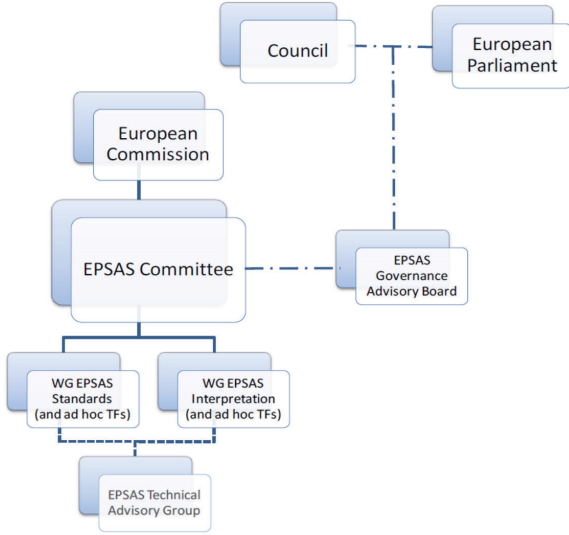 Council
European
Parliament
European
Commission
EPSAS Committee
EPSAS
Governance
Advisory Board
WG EPSAS
Standards
(and ad hoc TFs)
WG EPSAS
Interpretation
(and ad hoc TFs)
EPSAS Technical
Advisory Group